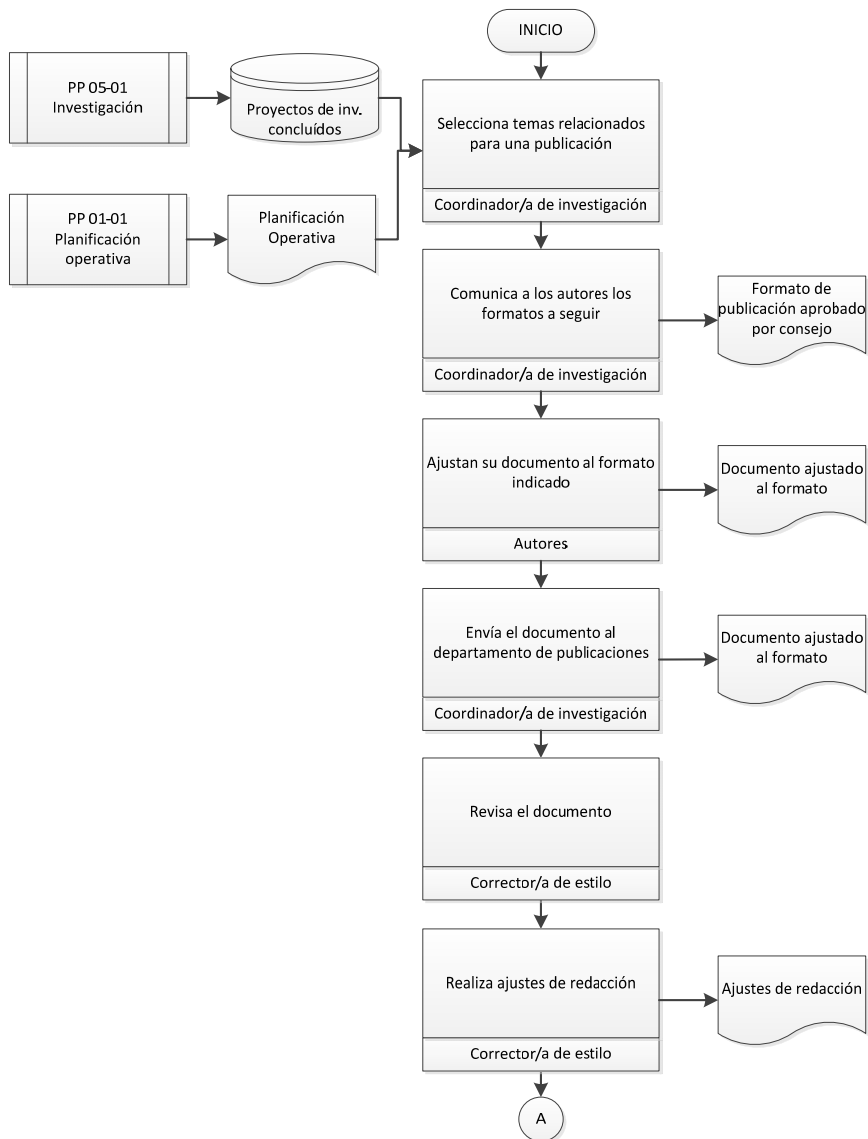 INICIO
PP 05-01
Investigación
Proyectos de inv.
concluídos
Selecciona temas relacionados
para una publicación
Coordinador/a de investigación
PP 01-01
Planificación
operativa
Planificación
Operativa
Comunica a los autores los
formatos a seguir
Coordinador/a de investigación
Formato de
publicación aprobado
por consejo
Ajustan su documento al formato
indicado
Autores
Documento ajustado
al formato
Envía el documento al
departamento de publicaciones
Coordinador/a de investigación
Documento ajustado
al formato
Revisa el documento
Corrector/a de estilo
Realiza ajustes de redacción
Corrector/a de estilo
Ajustes de redacción
A